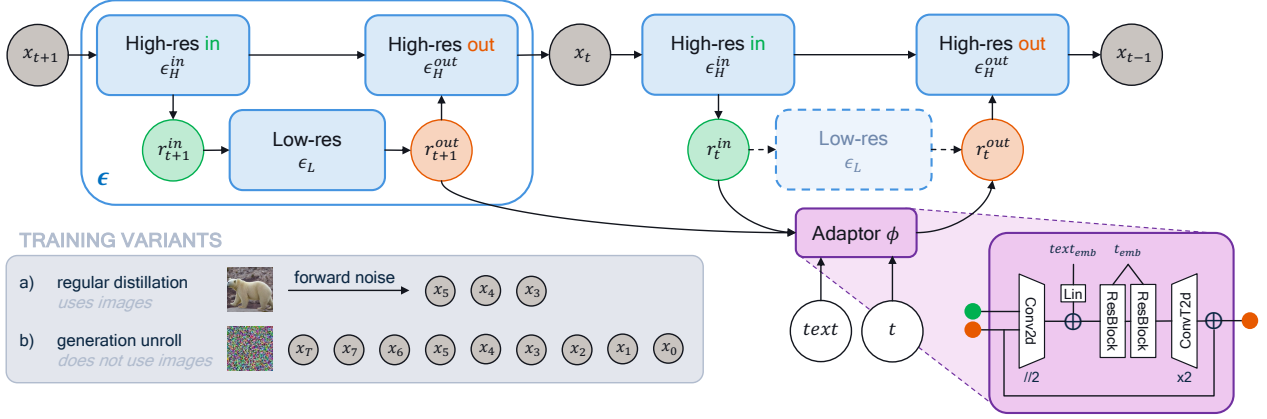 x_{t+1}
High-res in
ϵ_H^{in}
High-res out
ϵ_H^{out}
x_t
High-res in
ϵ_H^{in}
High-res out
ϵ_H^{out}
x_{t−1}
r_{t+1}^{in}
Low-res
ϵ_L
r_{t+1}^{out}
r_t^{in}
Low-res
ϵ_L
r_t^{out}
ϵ
Adaptor ϕ
text
t
text_{emb}
t_{emb}
Conv2d
Lin
ResBlock
ResBlock
ConvT2d
//2
x2
TRAINING VARIANTS
a) regular distillation
uses images
forward noise
x_5 x_4 x_3
b) generation unroll
does not use images
x_T x_7 x_6 x_5 x_4 x_3 x_2 x_1 x_0